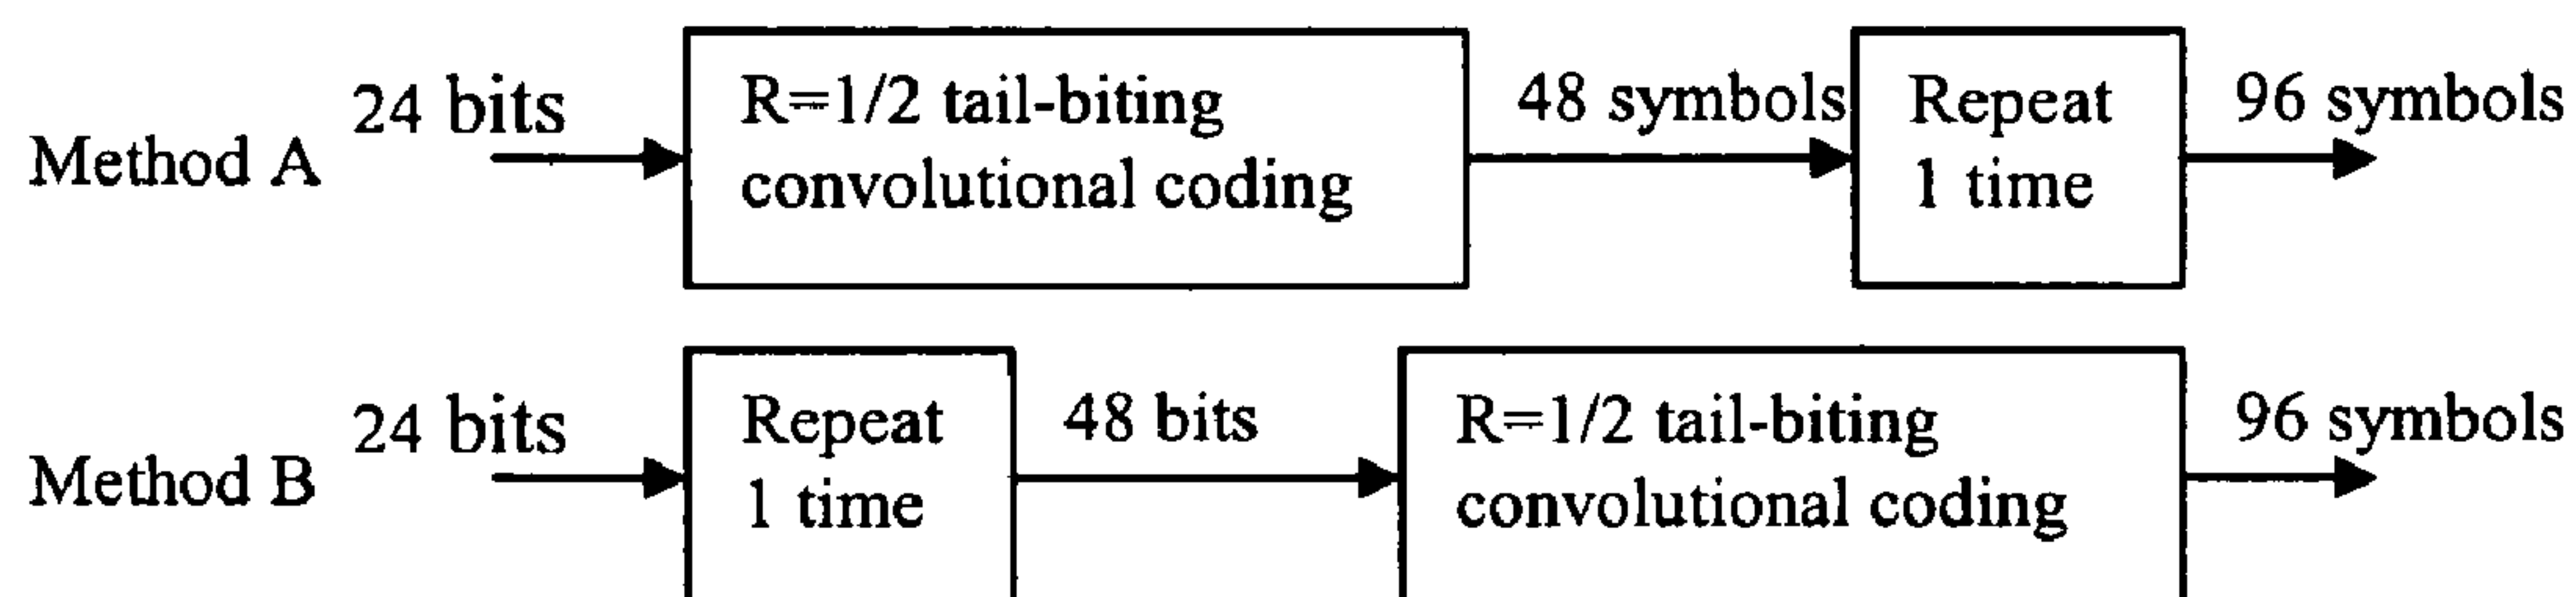 Method A
24 bits
R=1/2 tail-biting
convolutional coding
48 symbols
Repeat
1 time
96 symbols
Method B
24 bits
Repeat
1 time
48 bits
R=1/2 tail-biting
convolutional coding
96 symbols